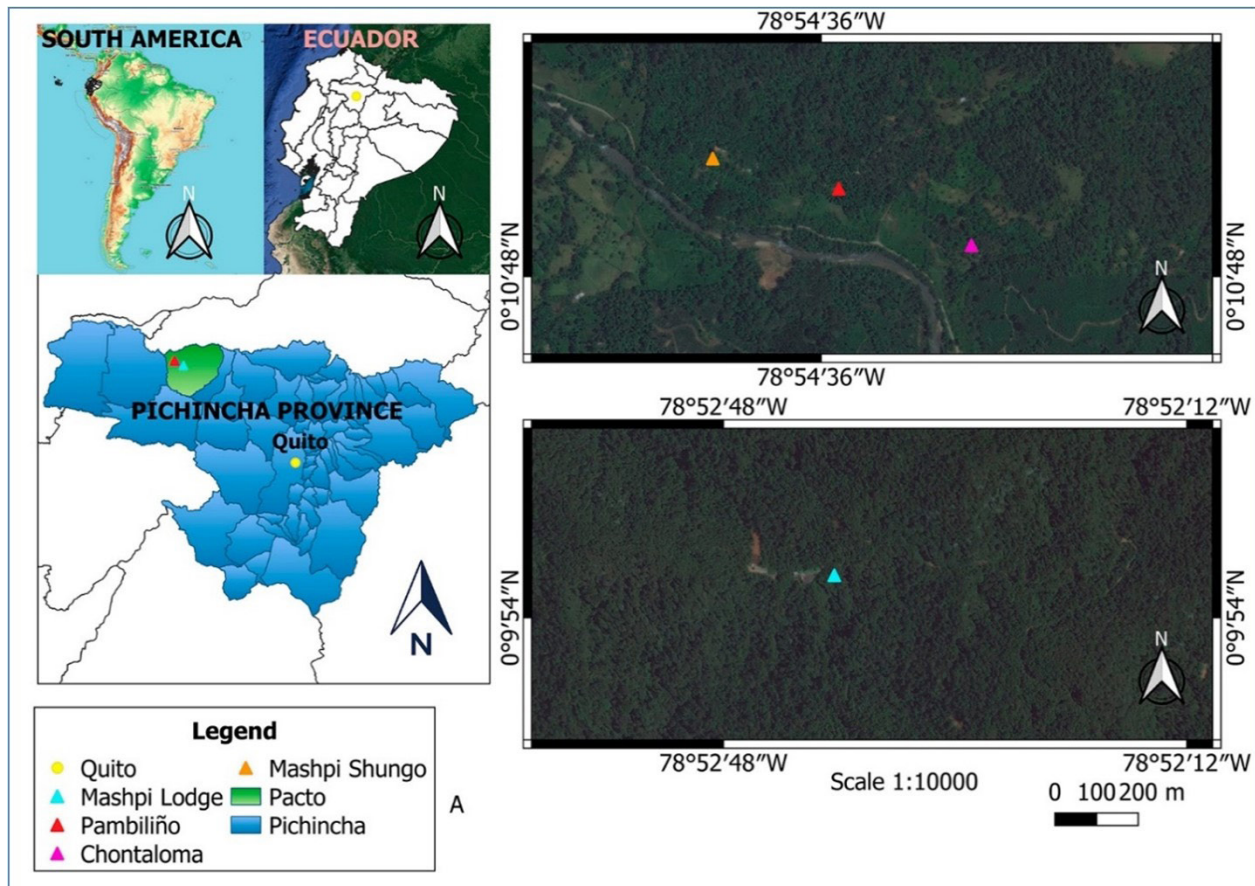 SOUTH AMERICA
ECUADOR
N
N
PICHINCHA PROVINCE
Quito
N
78°54′36″W
0°10′48″N
0°10′48″N
N
78°54′36″W
78°52′48″W
78°52′12″W
0°9′54″N
0°9′54″N
N
78°52′48″W
78°52′12″W
Scale 1:10000
0 100 200 m
Legend
Quito
Mashpi Lodge
Pambiliño
Chontaloma
Mashpi Shungo
Pacto
Pichincha
A